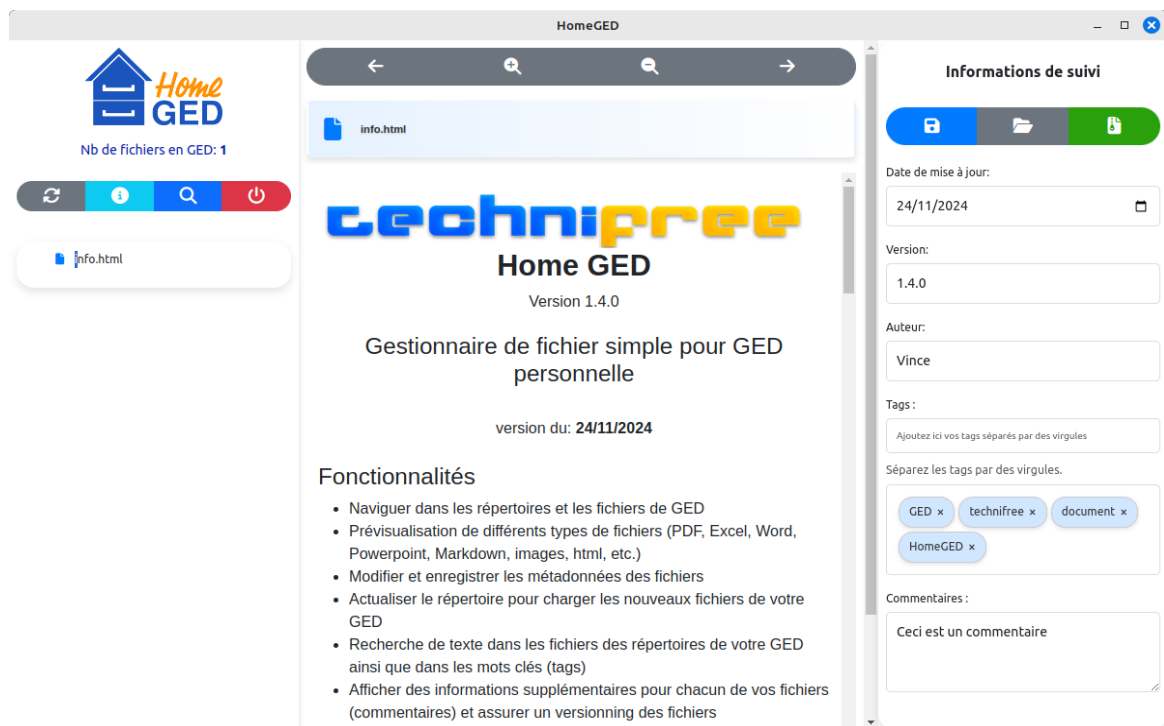 HomeGED
Home
GED
Nb de fichiers en GED: 1
info.html
info.html
technifree
Home GED
Version 1.4.0
Gestionnaire de fichier simple pour GED
personnelle
version du: 24/11/2024
Fonctionnalités
Naviguer dans les répertoires et les fichiers de GED
Prévisualisation de différents types de fichiers (PDF, Excel, Word,
Powerpoint, Markdown, images, html, etc.)
Modifier et enregistrer les métadonnées des fichiers
Actualiser le répertoire pour charger les nouveaux fichiers de votre
GED
Recherche de texte dans les fichiers des répertoires de votre GED
ainsi que dans les mots clés (tags)
Afficher des informations supplémentaires pour chacun de vos fichiers
(commentaires) et assurer un versionning des fichiers
Informations de suivi
Date de mise à jour:
24/11/2024
Version:
1.4.0
Auteur:
Vince
Tags :
Ajoutez ici vos tags séparés par des virgules
Séparez les tags par des virgules.
GED × technifree × document ×
HomeGED ×
Commentaires :
Ceci est un commentaire